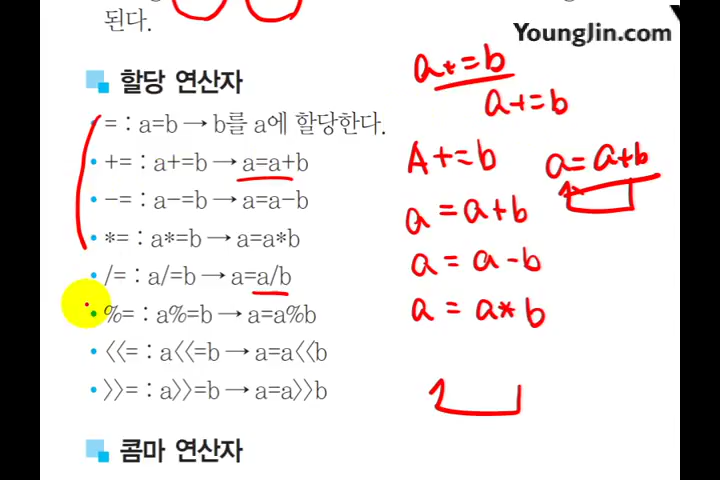 된다.
YoungJin.com
a+=b
할당 연산자
a+=b
• = : a=b → b를 a에 할당한다.
• += : a+=b → a=a+b
A+=b
a=a+b
• −= : a−=b → a=a-b
a=a+b
• *= : a*=b → a=a*b
• /= : a/=b → a=a/b
a=a-b
• %= : a%=b → a=a%b
a=a*b
• 〈〈= : a〈〈=b → a=a〈〈b
• 〉〉= : a〉〉=b → a=a〉〉b
콤마 연산자